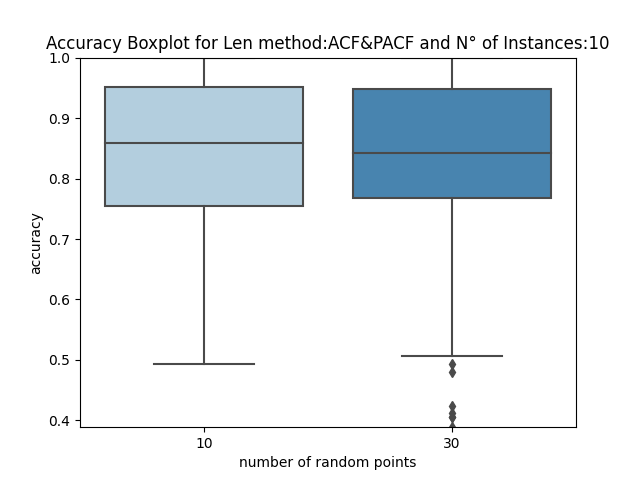 Accuracy Boxplot for Len method:ACF&PACF and N° of Instances:10
1.0
0.9
0.8
0.7
0.6
0.5
0.4
accuracy
10 30
number of random points